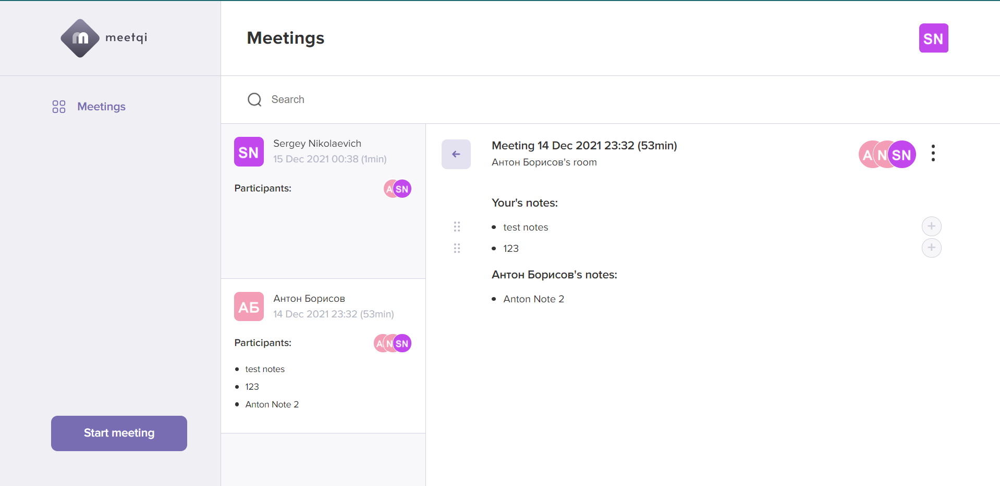 meetqi
Meetings
SN
Meetings
Search
SN
Sergey Nikolaevich
15 Dec 2021 00:38 (1min)
Participants:
A SN
АБ
Антон Борисов
14 Dec 2021 23:32 (53min)
Participants:
A N SN
test notes
123
Anton Note 2
Start meeting
Meeting 14 Dec 2021 23:32 (53min)
Антон Борисов's room
A N SN
Your's notes:
test notes
123
Антон Борисов's notes:
Anton Note 2